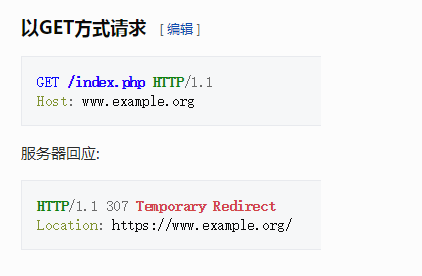 以GET方式请求 [编辑]
GET /index.php HTTP/1.1
Host: www.example.org
服务器回应:
HTTP/1.1 307 Temporary Redirect
Location: https://www.example.org/